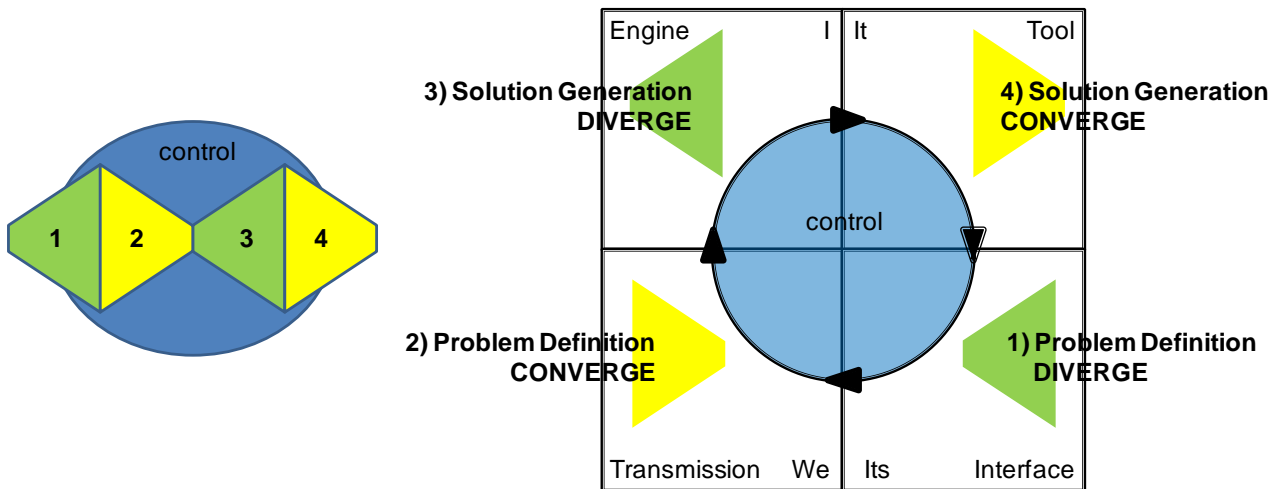 control
1 2 3 4
Engine I It Tool
3) Solution Generation
DIVERGE
4) Solution Generation
CONVERGE
control
2) Problem Definition
CONVERGE
1) Problem Definition
DIVERGE
Transmission We Its Interface